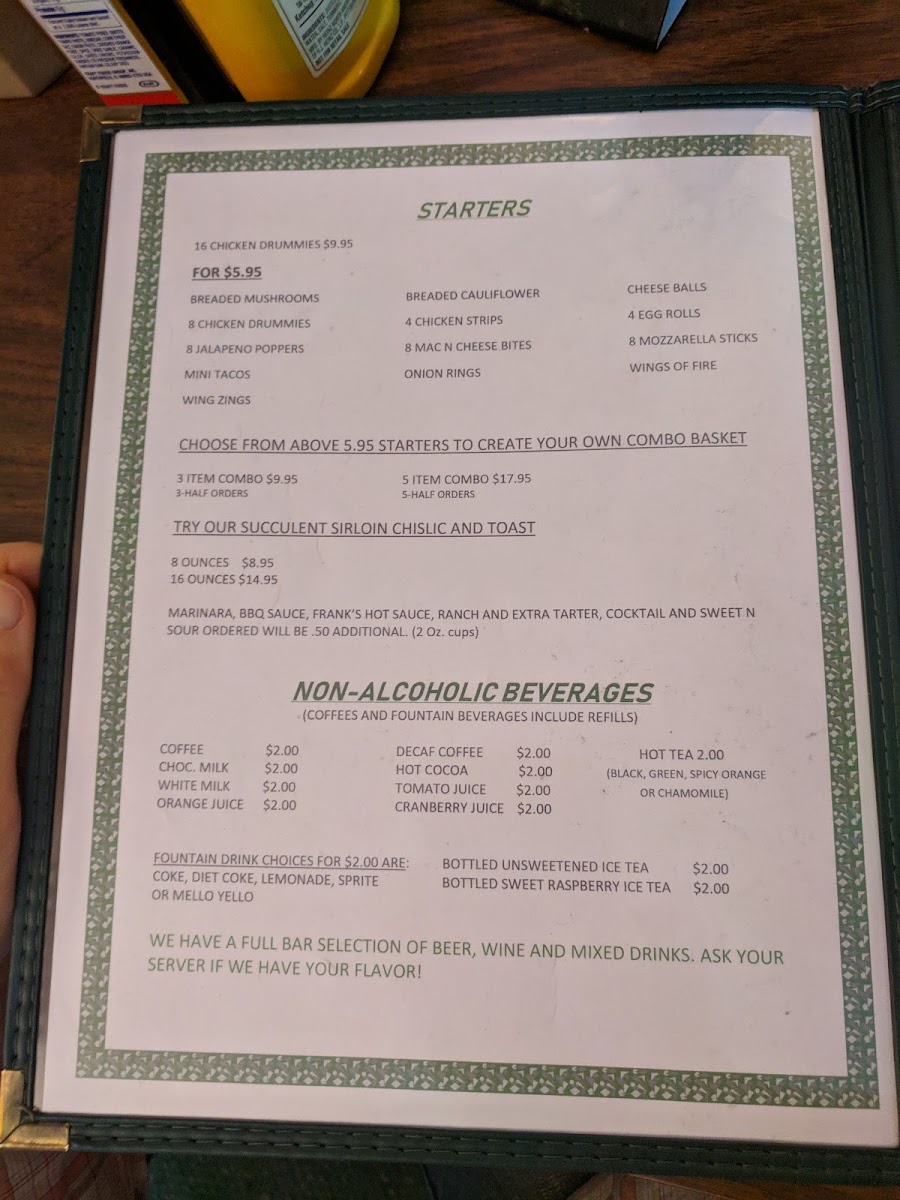 STARTERS
16 CHICKEN DRUMMIES $9.95
FOR $5.95
BREADED MUSHROOMS BREADED CAULIFLOWER CHEESE BALLS
8 CHICKEN DRUMMIES 4 CHICKEN STRIPS 4 EGG ROLLS
8 JALAPENO POPPERS 8 MAC N CHEESE BITES 8 MOZZARELLA STICKS
MINI TACOS ONION RINGS WINGS OF FIRE
WING ZINGS
CHOOSE FROM ABOVE 5.95 STARTERS TO CREATE YOUR OWN COMBO BASKET
3 ITEM COMBO $9.95 5 ITEM COMBO $17.95
3-HALF ORDERS 5-HALF ORDERS
TRY OUR SUCCULENT SIRLOIN CHISLIC AND TOAST
8 OUNCES $8.95
16 OUNCES $14.95
MARINARA, BBQ SAUCE, FRANK'S HOT SAUCE, RANCH AND EXTRA TARTER, COCKTAIL AND SWEET N
SOUR ORDERED WILL BE .50 ADDITIONAL. (2 Oz. cups)
NON-ALCOHOLIC BEVERAGES
(COFFEES AND FOUNTAIN BEVERAGES INCLUDE REFILLS)
COFFEE $2.00 DECAF COFFEE $2.00 HOT TEA 2.00
CHOC. MILK $2.00 HOT COCOA $2.00 (BLACK, GREEN, SPICY ORANGE
WHITE MILK $2.00 TOMATO JUICE $2.00 OR CHAMOMILE)
ORANGE JUICE $2.00 CRANBERRY JUICE $2.00
FOUNTAIN DRINK CHOICES FOR $2.00 ARE: BOTTLED UNSWEETENED ICE TEA $2.00
COKE, DIET COKE, LEMONADE, SPRITE BOTTLED SWEET RASPBERRY ICE TEA $2.00
OR MELLO YELLO
WE HAVE A FULL BAR SELECTION OF BEER, WINE AND MIXED DRINKS. ASK YOUR
SERVER IF WE HAVE YOUR FLAVOR!